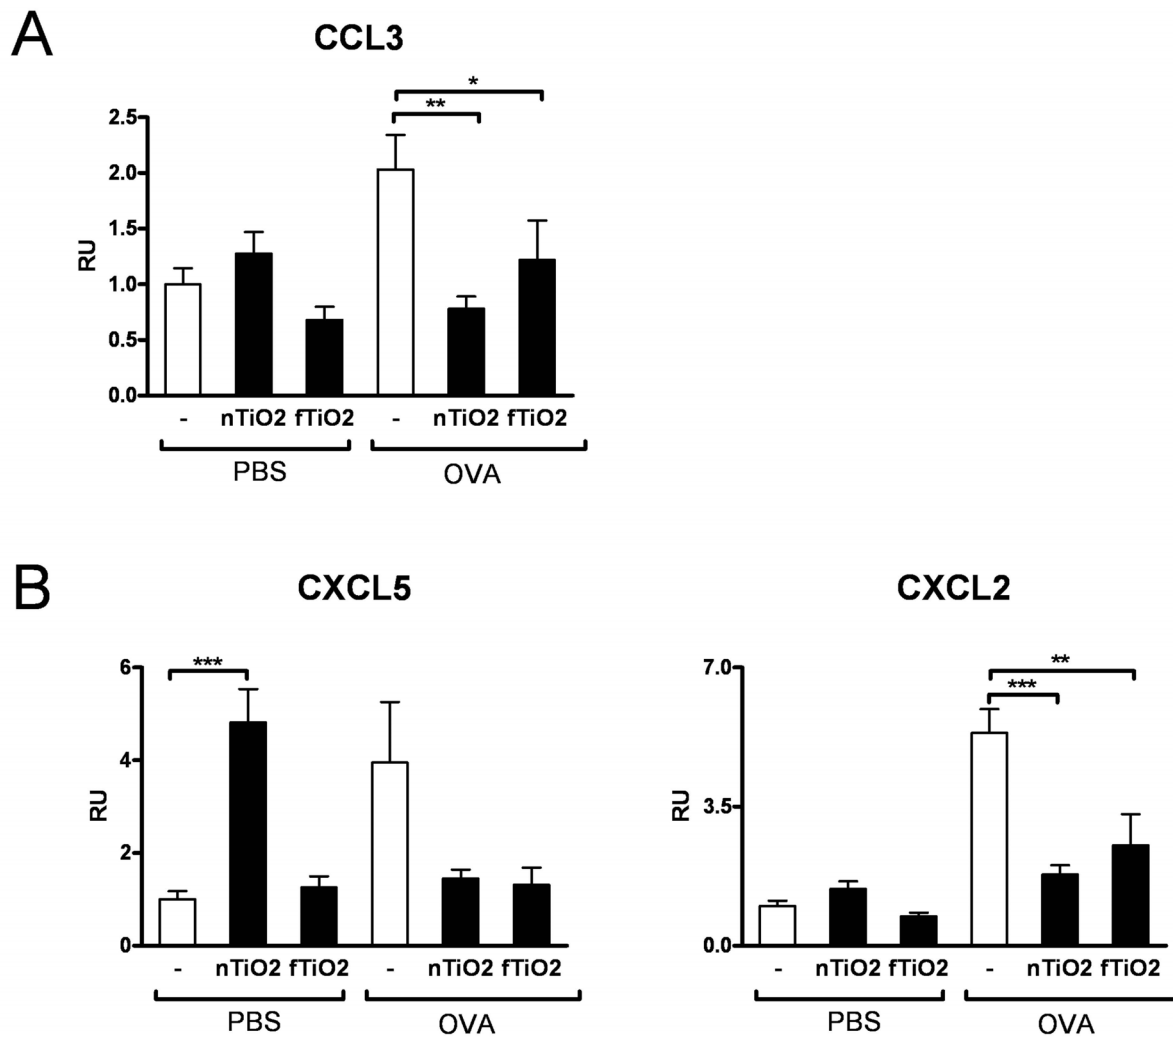 A
CCL3
*
**
2.5
2.0
1.5
1.0
0.5
0.0
RU
- nTiO2 fTiO2 - nTiO2 fTiO2
PBS OVA
B
CXCL5
***
6
4
2
0
RU
- nTiO2 fTiO2 - nTiO2 fTiO2
PBS OVA
CXCL2
**
***
7.0
3.5
0.0
RU
- nTiO2 fTiO2 - nTiO2 fTiO2
PBS OVA